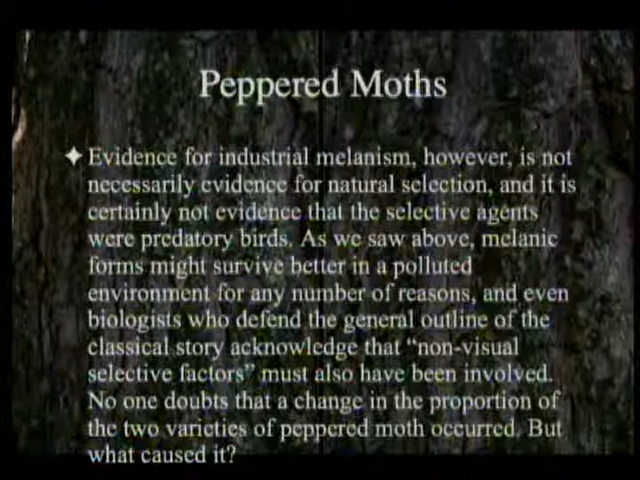 Peppered Moths
Evidence for industrial melanism, however, is not
necessarily evidence for natural selection, and it is
certainly not evidence that the selective agents
were predatory birds. As we saw above, melanic
forms might survive better in a polluted
environment for any number of reasons, and even
biologists who defend the general outline of the
classical story acknowledge that “non-visual
selective factors” must also have been involved.
No one doubts that a change in the proportion of
the two varieties of peppered moth occurred. But
what caused it?